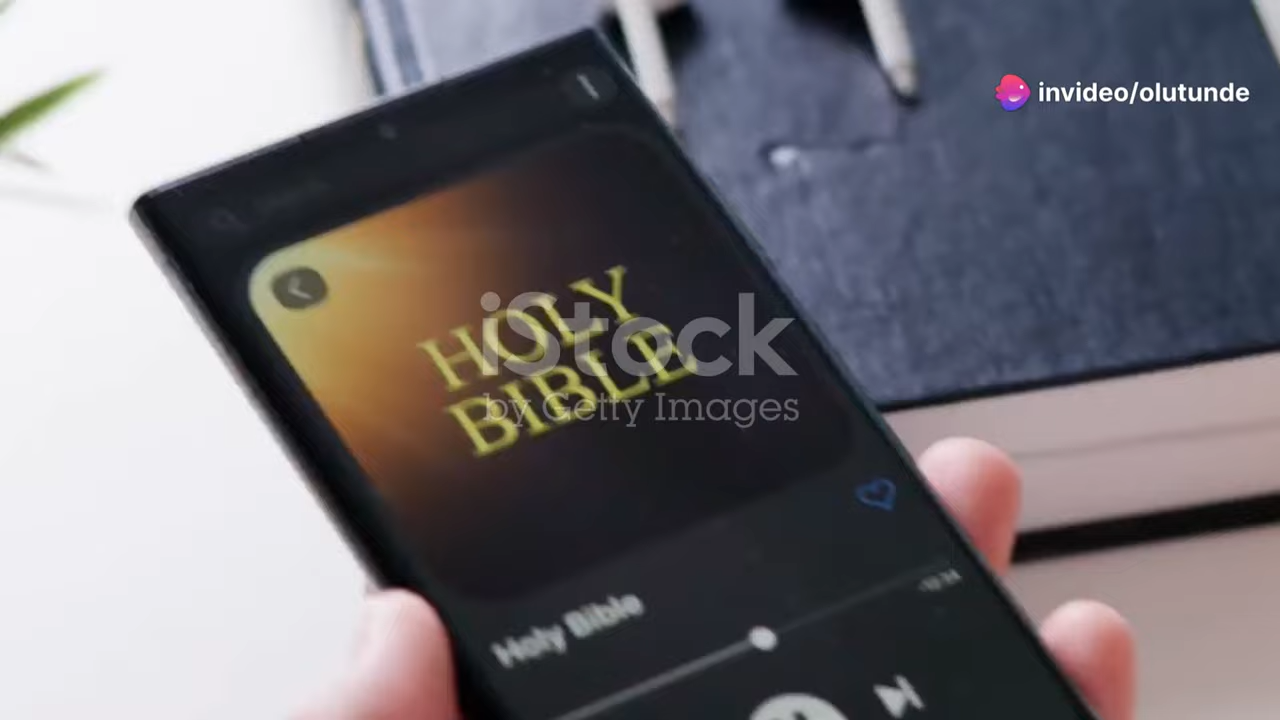 invideo/olutunde
HOLY
BIBLE
iStock
by Getty Images
Holy Bible